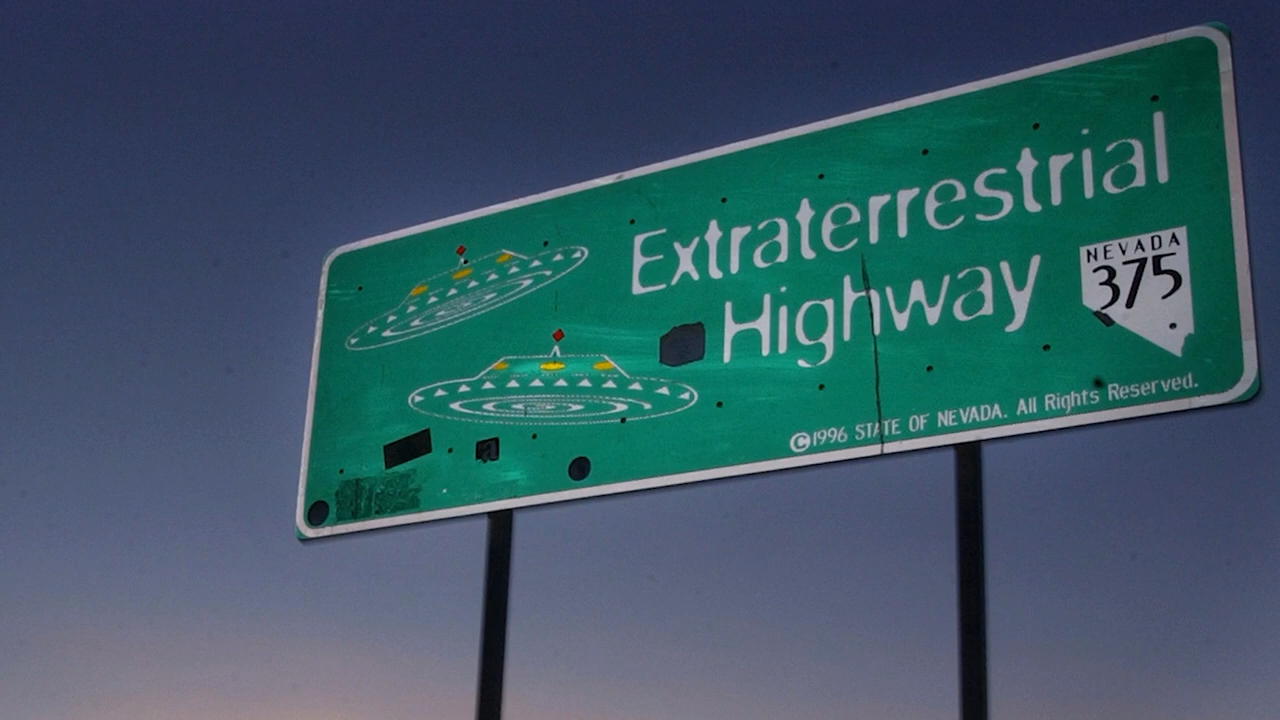 Extraterrestrial
Highway
NEVADA
375
©1996 STATE OF NEVADA. All Rights Reserved.